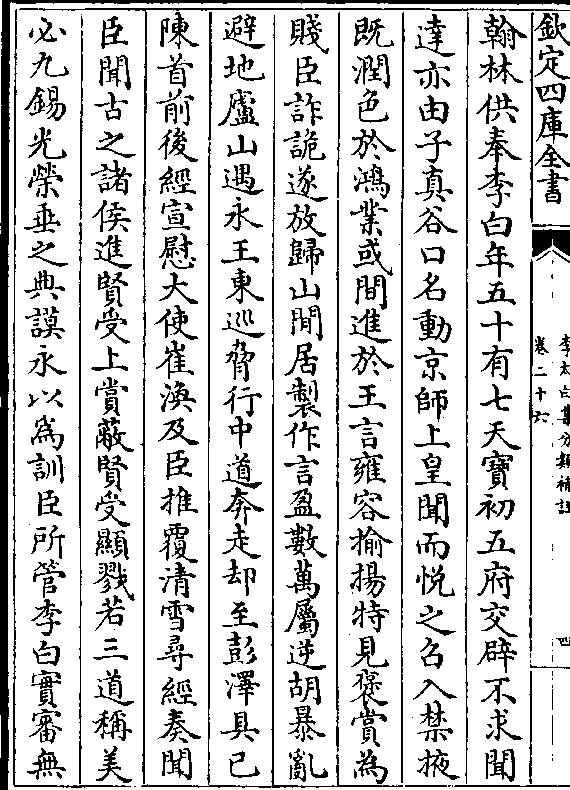 欽定四庫全書
李太白集分類補註
卷二十六
四
翰林供奉李白年五十有七天寶初五府交辟不求聞
達亦由子真谷口名動京師上皇聞而悅之召入禁掖
既潤色於鴻業或間進於王言雍容揄揚特見褒賞為
賤臣詐詭遂放歸山閒居製作言盈數萬屬逆胡暴亂
避地廬山遇永王東巡脅行中道奔走却至彭澤具已
陳首前後經宣慰大使崔渙及臣推覆清雪尋經奏聞
臣聞古之諸侯進賢受上賞蔽賢受顯戮若三道稱美
必九錫光榮垂之典謨永以為訓臣所管李白實審無